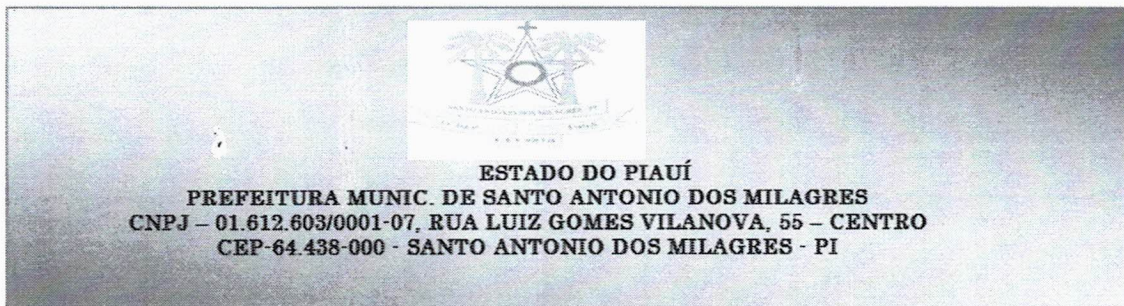 ESTADO DO PIAUÍ
PREFEITURA MUNIC. DE SANTO ANTONIO DOS MILAGRES
CNPJ – 01.612.603/0001-07, RUA LUIZ GOMES VILANOVA, 55 – CENTRO
CEP-64.438-000 - SANTO ANTONIO DOS MILAGRES - PI